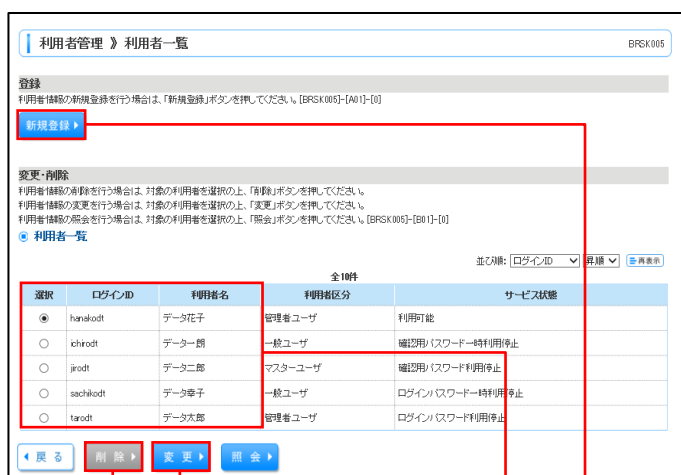 利用者管理 》 利用者一覧 BRSK005
登録
利用者情報の新規登録を行う場合は、「新規登録」ボタンを押してください。[BRSK005]-[A01]-[0]
新規登録
変更・削除
利用者情報の削除を行う場合は、対象の利用者を選択の上、「削除」ボタンを押してください。
利用者情報の変更を行う場合は、対象の利用者を選択の上、「変更」ボタンを押してください。
利用者情報の照会を行う場合は、対象の利用者を選択の上、「照会」ボタンを押してください。[BRSK005]-[B01]-[0]
利用者一覧
並び順: ログインID 昇順 再表示
全10件
選択 ログインID 利用者名 利用者区分 サービス状態
hanakodt データ花子 管理者ユーザ 利用可能
ichirodt データ一朗 一般ユーザ 確認用パスワード一時利用停止
jirodt データ二郎 マスターユーザ 確認用パスワード利用停止
sachikodt データ幸子 一般ユーザ ログインパスワード一時利用停止
tarodt データ太郎 管理者ユーザ ログインパスワード利用停止
戻る 削除 変更 照会